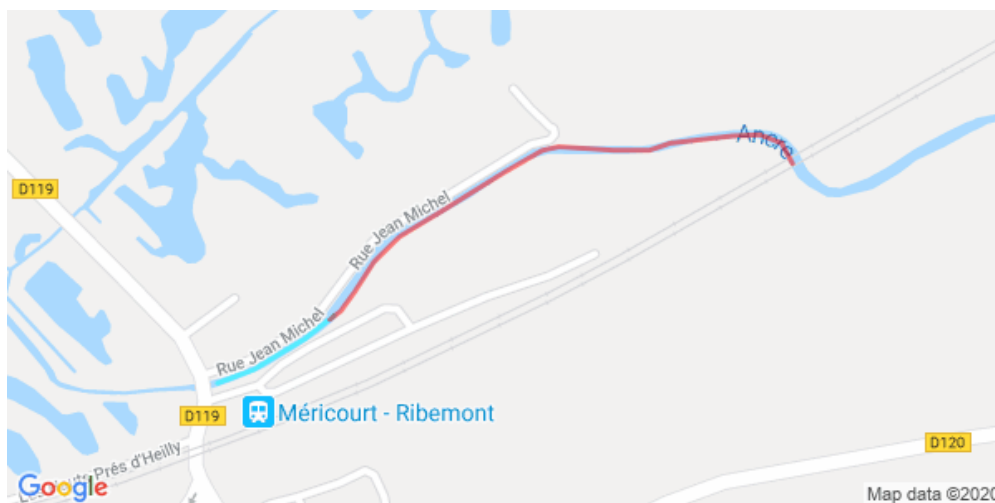 Ancre
D119
Rue Jean Michel
Rue Jean Michel
D119
Méricourt - Ribemont
Prés d'Heilly
D120
Google
Map data ©2020